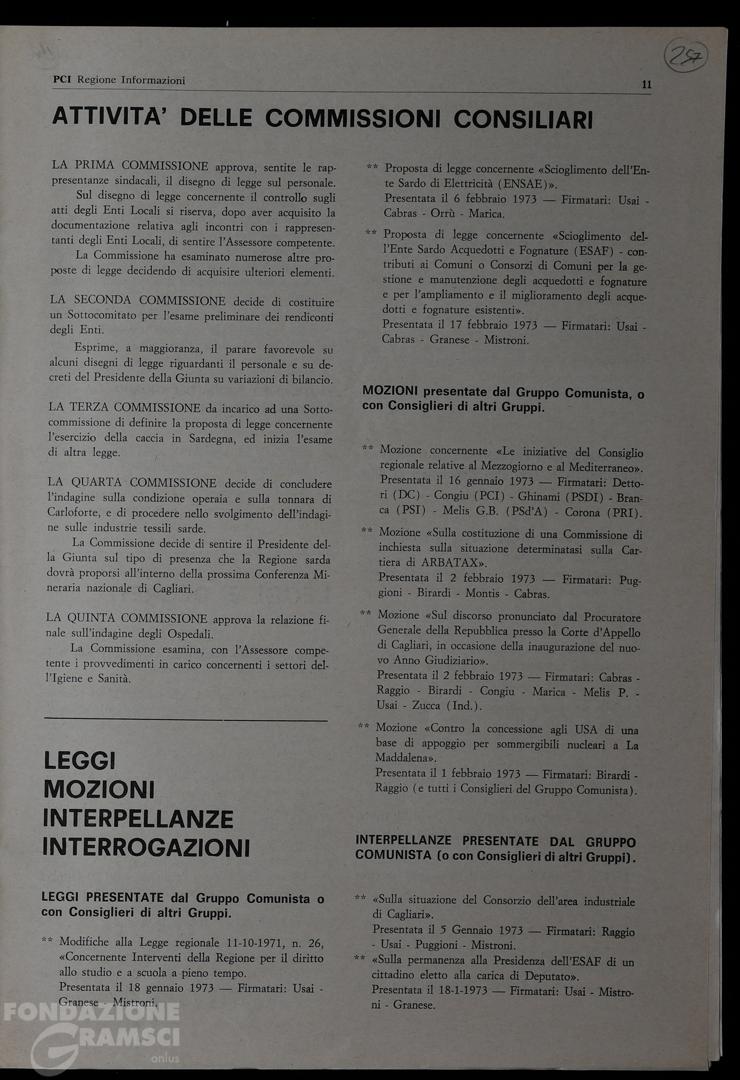 257
PCI Regione Informazioni
11
ATTIVITA' DELLE COMMISSIONI CONSILIARI
LA PRIMA COMMISSIONE approva, sentite le rap-
presentanze sindacali, il disegno di legge sul personale.
Sul disegno di legge concernente il controllo sugli
atti degli Enti Locali si riserva, dopo aver acquisito la
documentazione relativa agli incontri con i rappresen-
tanti degli Enti Locali, di sentire l'Assessore competente.
La Commissione ha esaminato numerose altre pro-
poste di legge decidendo di acquisire ulteriori elementi.
LA SECONDA COMMISSIONE decide di costituire
un Sottocomitato per l'esame preliminare dei rendiconti
degli Enti.
Esprime, a maggioranza, il parare favorevole su
alcuni disegni di legge riguardanti il personale e su de-
creti del Presidente della Giunta su variazioni di bilancio.
LA TERZA COMMISSIONE da incarico ad una Sotto-
commissione di definire la proposta di legge concernente
l'esercizio della caccia in Sardegna, ed inizia l'esame
di altra legge.
LA QUARTA COMMISSIONE decide di concludere
l'indagine sulla condizione operaia e sulla tonnara di
Carloforte, e di procedere nello svolgimento dell'indagi-
ne sulle industrie tessili sarde.
La Commissione decide di sentire il Presidente del-
la Giunta sul tipo di presenza che la Regione sarda
dovrà proporsi all'interno della prossima Conferenza Mi-
neraria nazionale di Cagliari.
LA QUINTA COMMISSIONE approva la relazione fi-
nale sull'indagine degli Ospedali.
La Commissione esamina, con l'Assessore compe-
tente i provvedimenti in carico concernenti i settori del-
l'Igiene e Sanità.
LEGGI
MOZIONI
INTERPELLANZE
INTERROGAZIONI
LEGGI PRESENTATE dal Gruppo Comunista o
con Consiglieri di altri Gruppi.
** Modifiche alla Legge regionale 11-10-1971, n. 26,
«Concernente Interventi della Regione per il diritto
allo studio e a scuola a pieno tempo.
Presentata il 18 gennaio 1973 — Firmatari: Usai -
Granese - Mistroni.
** Proposta di legge concernente «Scioglimento dell'En-
te Sardo di Elettricità (ENSAE)».
Presentata il 6 febbraio 1973 — Firmatari: Usai -
Cabras - Orrù - Marica.
** Proposta di legge concernente «Scioglimento del-
l'Ente Sardo Acquedotti e Fognature (ESAF) - con-
tributi ai Comuni o Consorzi di Comuni per la ge-
stione e manutenzione degli acquedotti e fognature
e per l'ampliamento e il miglioramento degli acque-
dotti e fognature esistenti».
Presentata il 17 febbraio 1973 — Firmatari: Usai -
Cabras - Granese - Mistroni.
MOZIONI presentate dal Gruppo Comunista, o
con Consiglieri di altri Gruppi.
** Mozione concernente «Le iniziative del Consiglio
regionale relative al Mezzogiorno e al Mediterraneo».
Presentata il 16 gennaio 1973 — Firmatari: Detto-
ri (DC) - Congiu (PCI) - Ghinami (PSDI) - Bran-
ca (PSI) - Melis G.B. (PSd'A) - Corona (PRI).
** Mozione «Sulla costituzione di una Commissione di
inchiesta sulla situazione determinatasi sulla Car-
tiera di ARBATAX».
Presentata il 2 febbraio 1973 — Firmatari: Pug-
gioni - Birardi - Montis - Cabras.
** Mozione «Sul discorso pronunciato dal Procuratore
Generale della Repubblica presso la Corte d'Appello
di Cagliari, in occasione della inaugurazione del nuo-
vo Anno Giudiziario».
Presentata il 2 febbraio 1973 — Firmatari: Cabras -
Raggio - Birardi - Congiu - Marica - Melis P. -
Usai - Zucca (Ind.).
** Mozione «Contro la concessione agli USA di una
base di appoggio per sommergibili nucleari a La
Maddalena».
Presentata il 1 febbraio 1973 — Firmatari: Birardi -
Raggio (e tutti i Consiglieri del Gruppo Comunista).
INTERPELLANZE PRESENTATE DAL GRUPPO
COMUNISTA (o con Consiglieri di altri Gruppi).
** «Sulla situazione del Consorzio dell'area industriale
di Cagliari».
Presentata il 5 Gennaio 1973 — Firmatari: Raggio
- Usai - Puggioni - Mistroni.
** «Sulla permanenza alla Presidenza dell'ESAF di un
cittadino eletto alla carica di Deputato».
Presentata il 18-1-1973 — Firmatari: Usai - Mistro-
ni - Granese.
FONDAZIONE
GRAMSCI
onlus